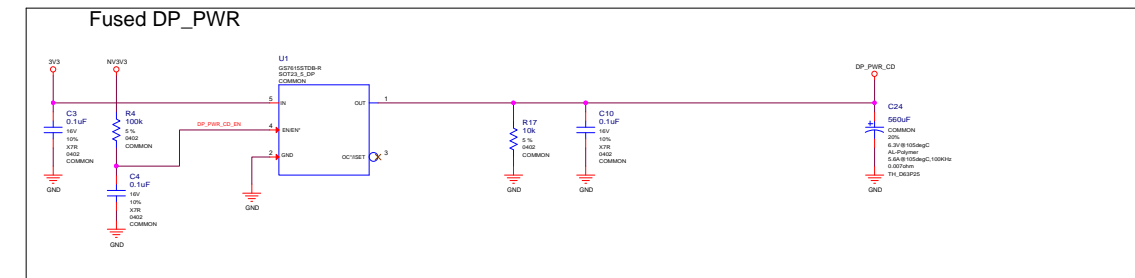 Fused DP_PWR
3V3
NV3V3
U1
GS7615STDB-R
SOT23_5_DP
COMMON
DP_PWR_CD
C3
0.1uF
16V
10%
X7R
0402
COMMON
GND
R4
100k
5 %
0402
COMMON
C4
0.1uF
16V
10%
X7R
0402
COMMON
GND
DP_PWR_CD_EN
5
IN
4
EN/EN*
2
GND
OUT
1
OC*/ISET
3
GND
R17
10k
5 %
0402
COMMON
GND
C10
0.1uF
16V
10%
X7R
0402
COMMON
GND
C24
560uF
COMMON
20%
6.3V@105degC
AL-Polymer
5.6A@105degC,100KHz
0.007ohm
TH_D63P25
GND